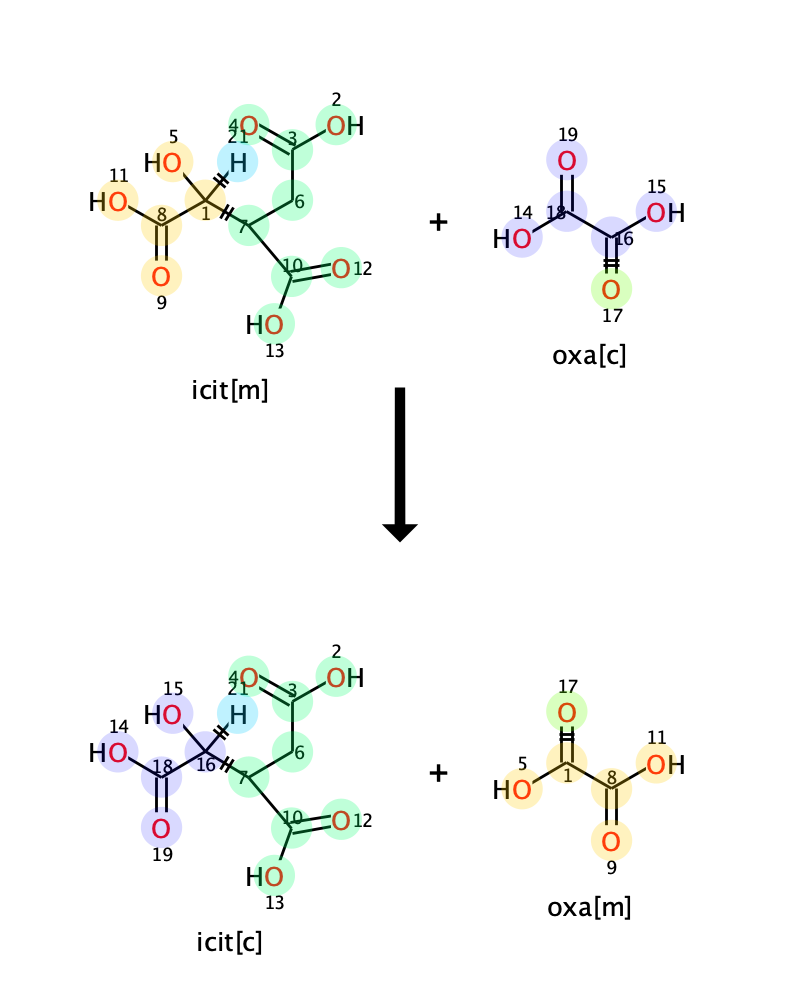 2
4 O 3 OH
5 21 19
HO H O
11 15
HO 8 1 7 6 + 14 18 OH
HO 16
O 10 O 12 O
9 17
HO
13 oxa[c]
icit[m]
2
4 O 3 OH
15 21 17
HO H O
14 11
HO 18 16 7 6 + 5 1 8 OH
HO
O 10 O 12 O
19 9
HO
13 oxa[m]
icit[c]